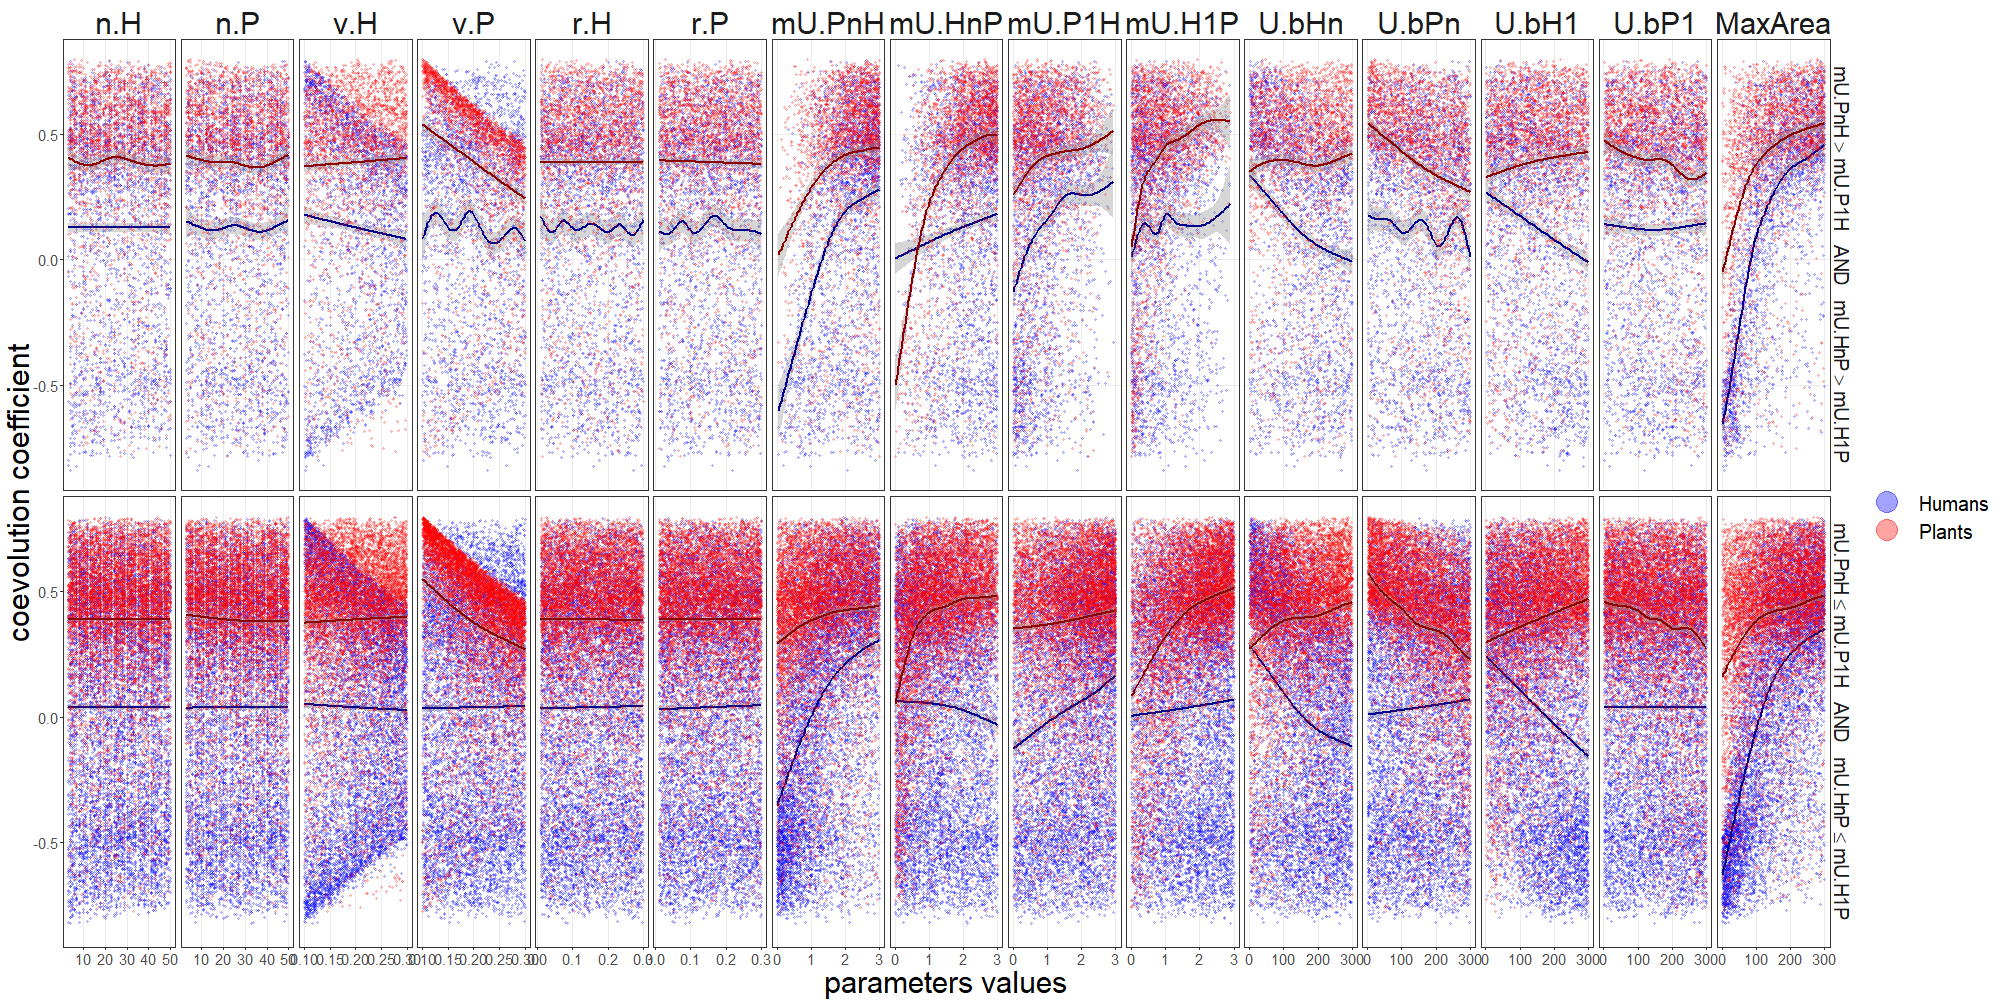 n.H n.P v.H v.P r.H r.P mU.PnH mU.HnP mU.P1H mU.H1P U.bHn U.bPn U.bH1 U.bP1 MaxArea
coevolution coefficient
0.5
0.0
-0.5
mU.PnH > mU.P1H AND mU.HnP > mU.H1P
0.5
0.0
-0.5
mU.PnH ≤ mU.P1H AND mU.HnP ≤ mU.H1P
Humans
Plants
10 20 30 40 50 10 20 30 40 50 0.10 0.15 0.20 0.25 0.30 0.10 0.15 0.20 0.25 0.30 0.0 0.1 0.2 0.3 0.0 0.1 0.2 0.3 0 1 2 3 0 1 2 3 0 1 2 3 0 1 2 3 0 100 200 300 0 100 200 300 0 100 200 300 0 100 200 300 0 100 200 300
parameters values